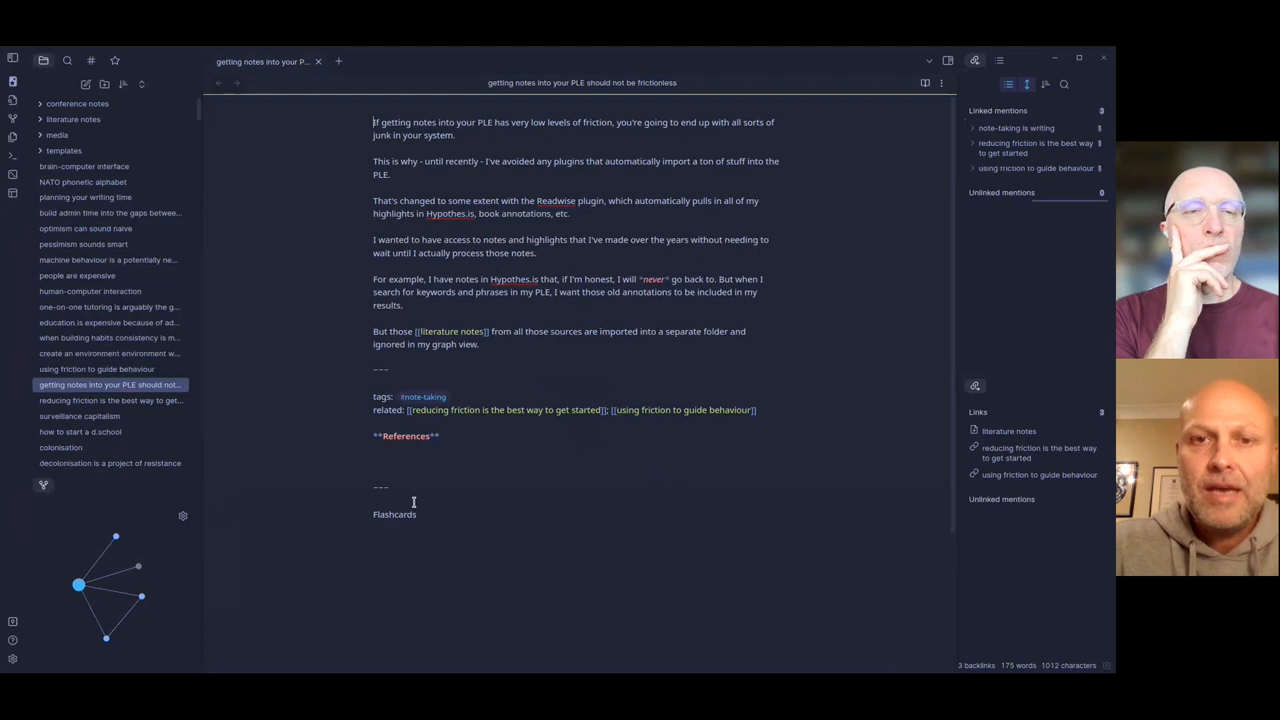 getting notes into your P...
getting notes into your PLE should not be frictionless
conference notes
literature notes
media
templates
brain-computer interface
NATO phonetic alphabet
planning your writing time
build admin time into the gaps betwee...
optimism can sound naive
pessimism sounds smart
machine behaviour is a potentially ne...
people are expensive
human-computer interaction
one-on-one tutoring is arguably the g...
education is expensive because of ad...
when building habits consistency is m...
create an environment environment w...
using friction to guide behaviour
getting notes into your PLE should not...
reducing friction is the best way to get...
surveillance capitalism
how to start a d.school
colonisation
decolonisation is a project of resistance
If getting notes into your PLE has very low levels of friction, you're going to end up with all sorts of
junk in your system.
This is why - until recently - I've avoided any plugins that automatically import a ton of stuff into the
PLE.
That's changed to some extent with the Readwise plugin, which automatically pulls in all of my
highlights in Hypothes.is, book annotations, etc.
I wanted to have access to notes and highlights that I've made over the years without needing to
wait until I actually process those notes.
For example, I have notes in Hypothes.is that, if I'm honest, I will *never* go back to. But when I
search for keywords and phrases in my PLE, I want those old annotations to be included in my
results.
But those [[literature notes]] from all those sources are imported into a separate folder and
ignored in my graph view.
---
tags: #note-taking
related: [[reducing friction is the best way to get started]]; [[using friction to guide behaviour]]
**References**
---
Flashcards
Linked mentions 3
note-taking is writing 1
reducing friction is the best way 1
to get started
using friction to guide behaviour 1
Unlinked mentions 0
Links 3
literature notes
reducing friction is the best way
to get started
using friction to guide behaviour
Unlinked mentions
3 backlinks 175 words 1012 characters